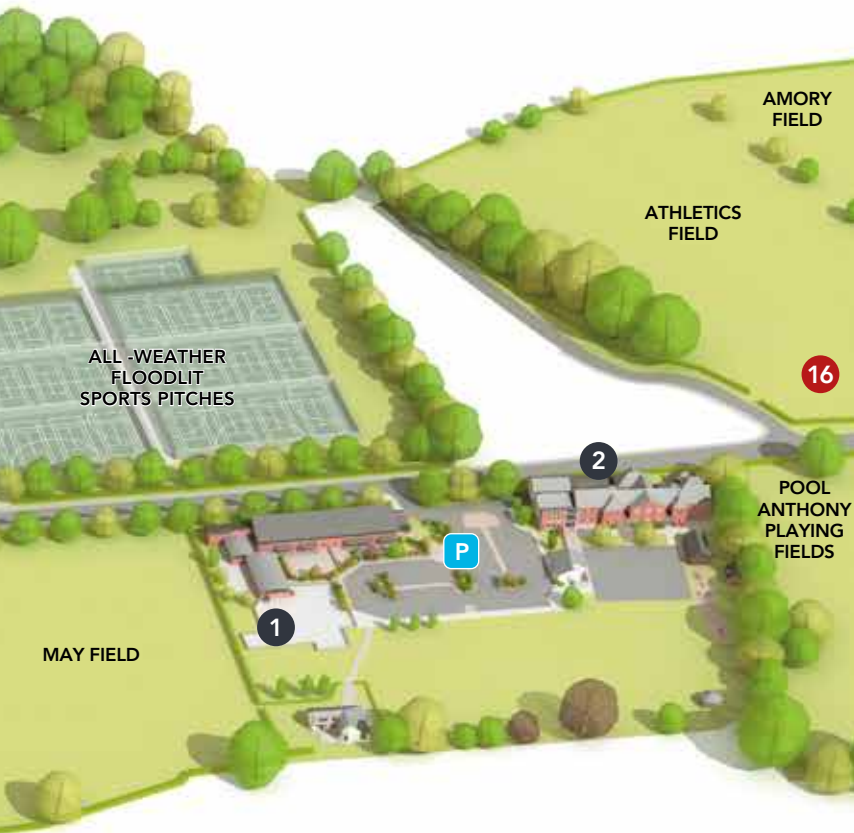 AMORY
FIELD
ATHLETICS
FIELD
ALL -WEATHER
FLOODLIT
SPORTS PITCHES
16
2
POOL
ANTHONY
PLAYING
FIELDS
P
1
MAY FIELD